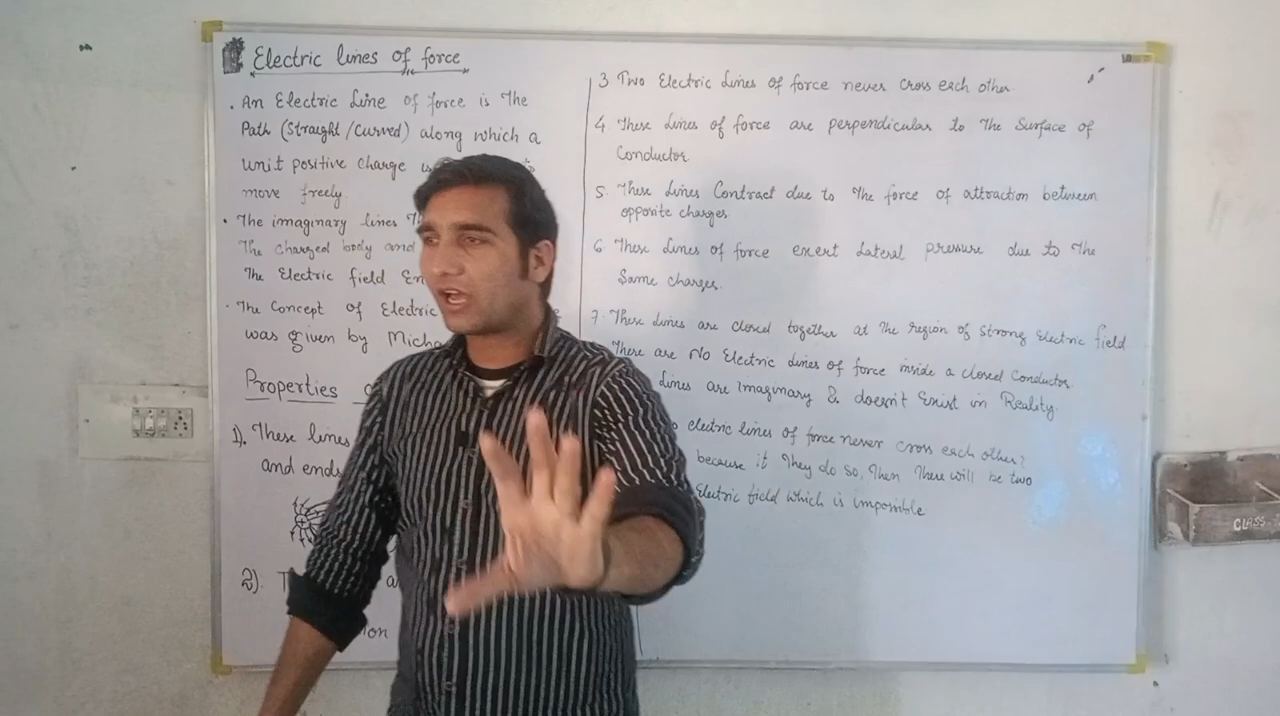 Electric lines of force
. An Electric Line of force is the
Path (Straight/Curved) along which a
unit positive charge
move freely
. The imaginary lines
The charged body and
The Electric field
. The Concept of Electric
was given by
Properties
1). These lines
and ends
2).
3 Two Electric Lines of force never cross each other
4 These Lines of force are perpendicular to the Surface of
Conductor.
5. These Lines Contract due to the force of attraction between
opposite charges
6 These Lines of force exert Lateral pressure due to the
Same charges.
7. These Lines are closed together at the region of Strong Electric field
There are No Electric Lines of force inside a closed Conductor
Lines are Imaginary & doesn't Exist in Reality.
electric lines of force never cross each other?
because if They do so, Then There will be two
Electric field which is impossible
CLASS